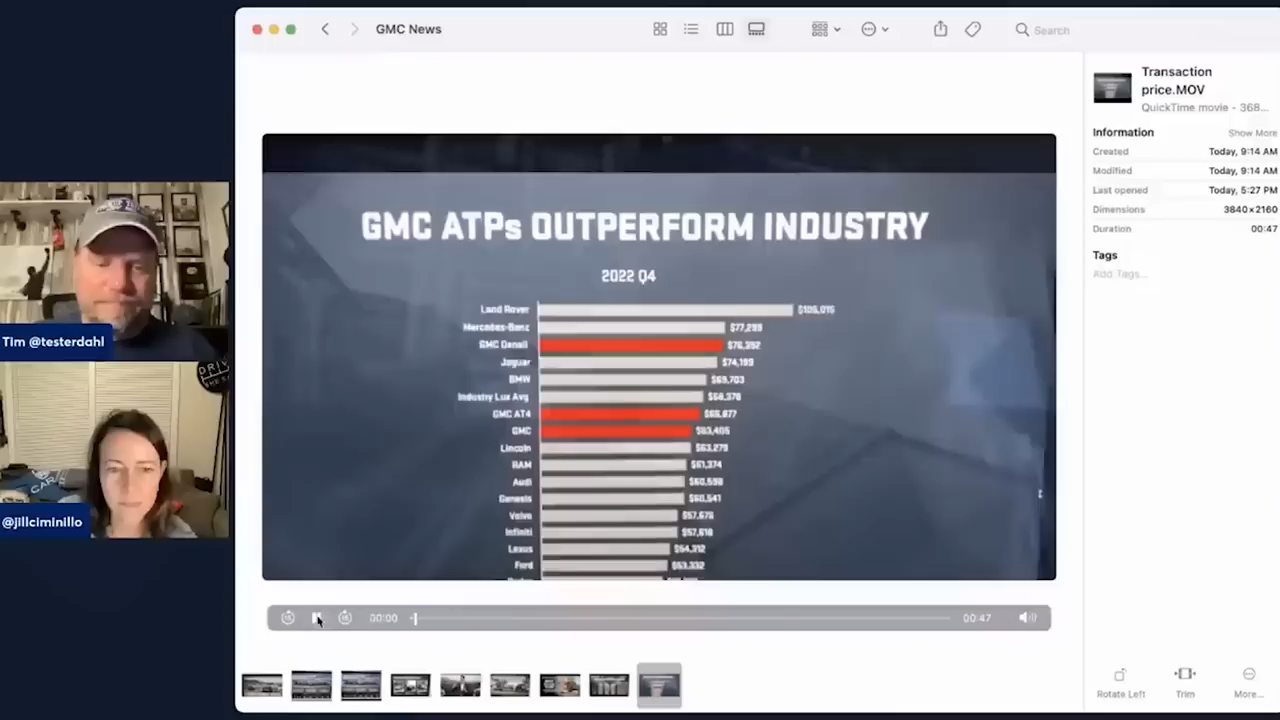 GMC News
Search
Transaction
price.MOV
QuickTime movie - 368...
Information
Show More
Created
Today, 9:14 AM
Modified
Today, 9:14 AM
Last opened
Today, 5:27 PM
Dimensions
3840×2160
Duration
00:47
Tags
Add Tags...
GMC ATPs OUTPERFORM INDUSTRY
2022 Q4
Land Rover
Mercedes-Benz $77,299
GMC Denali $76,392
Jaguar $74,199
BMW $69,703
Industry Lux Avg $68,376
GMC AT4
GMC $63,405
Lincoln $63,279
RAM $61,374
Audi $60,598
Genesis $60,541
Volvo $57,678
Infiniti $57,618
Lexus $54,312
Ford $53,332
Tim @testerdahl
@jillciminillo
00:00
00:47
Rotate Left
Trim
More...